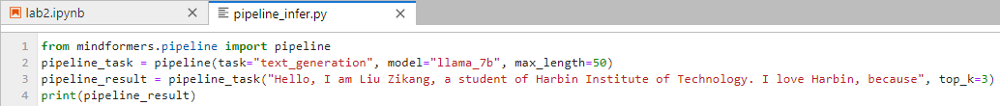 lab2.ipynb × pipeline_infer.py ×
1 from mindformers.pipeline import pipeline
2 pipeline_task = pipeline(task="text_generation", model="llama_7b", max_length=50)
3 pipeline_result = pipeline_task("Hello, I am Liu Zikang, a student of Harbin Institute of Technology. I love Harbin, because", top_k=3)
4 print(pipeline_result)